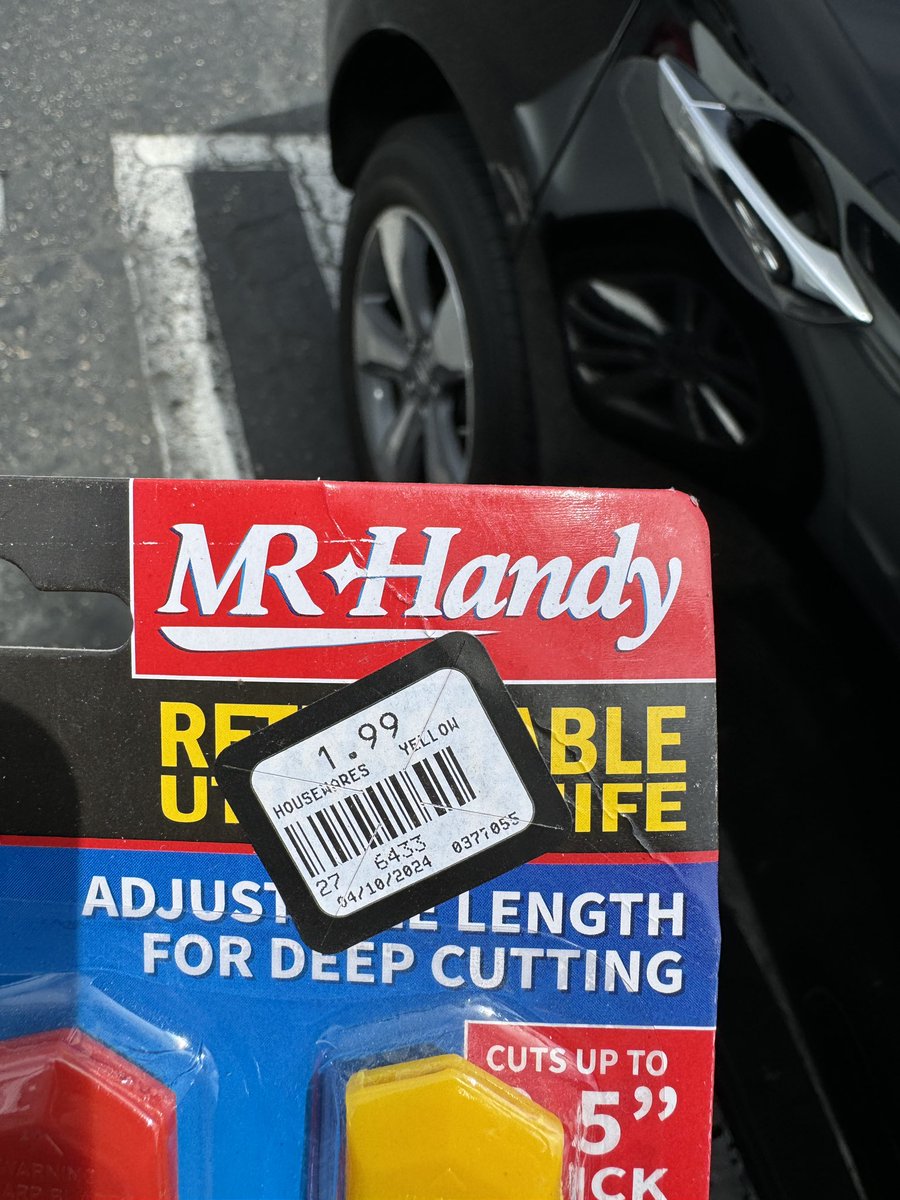 MR Handy
1.99
HOUSEWARES YELLOW
27 6433
04/10/2024 0377055
LENGTH
FOR DEEP CUTTING
CUTS UP TO
5”